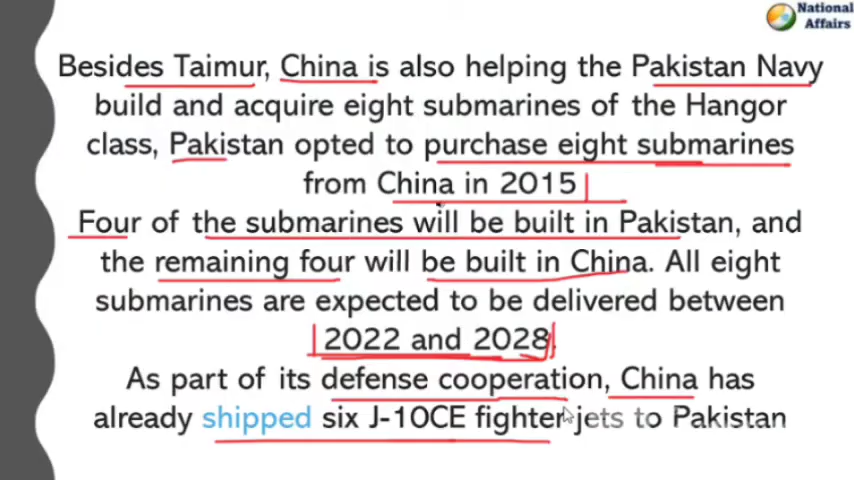 National
Affairs
Besides Taimur, China is also helping the Pakistan Navy
build and acquire eight submarines of the Hangor
class, Pakistan opted to purchase eight submarines
from China in 2015
Four of the submarines will be built in Pakistan, and
the remaining four will be built in China. All eight
submarines are expected to be delivered between
2022 and 2028.
As part of its defense cooperation, China has
already shipped six J-10CE fighter jets to Pakistan